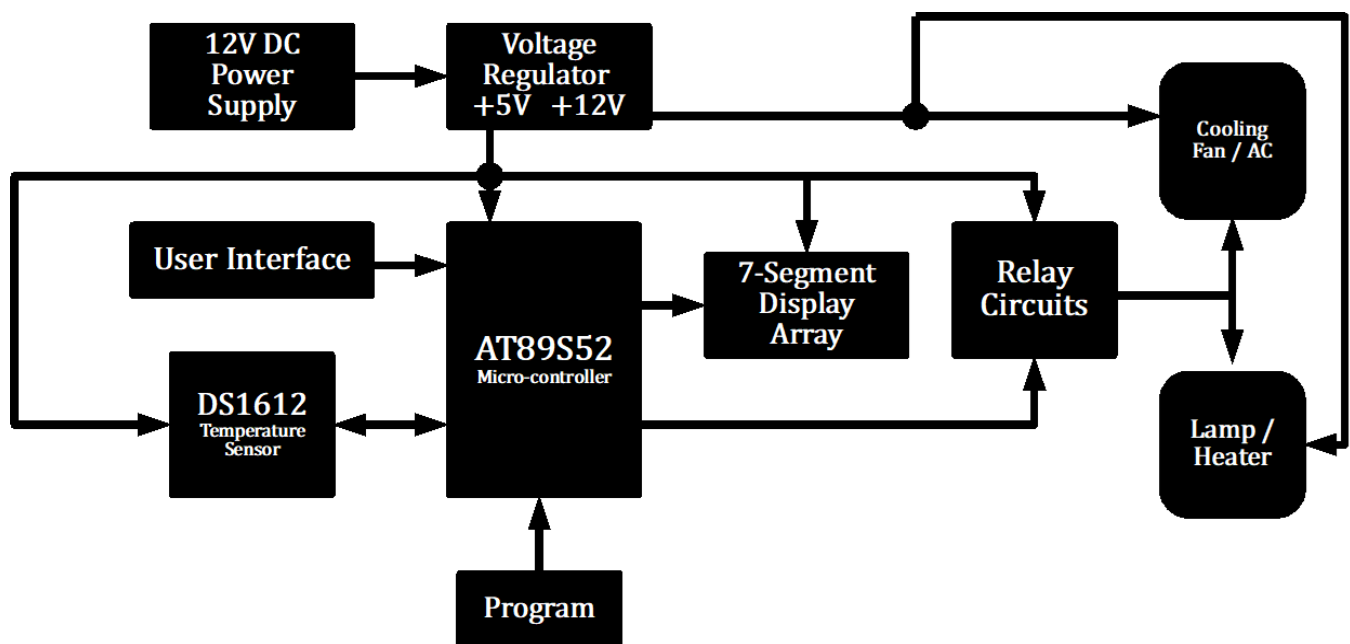 12V DC
Power
Supply
Voltage
Regulator
+5V +12V
Cooling
Fan / AC
User Interface
7-Segment
Display
Array
Relay
Circuits
AT89S52
Micro-controller
DS1612
Temperature
Sensor
Lamp /
Heater
Program